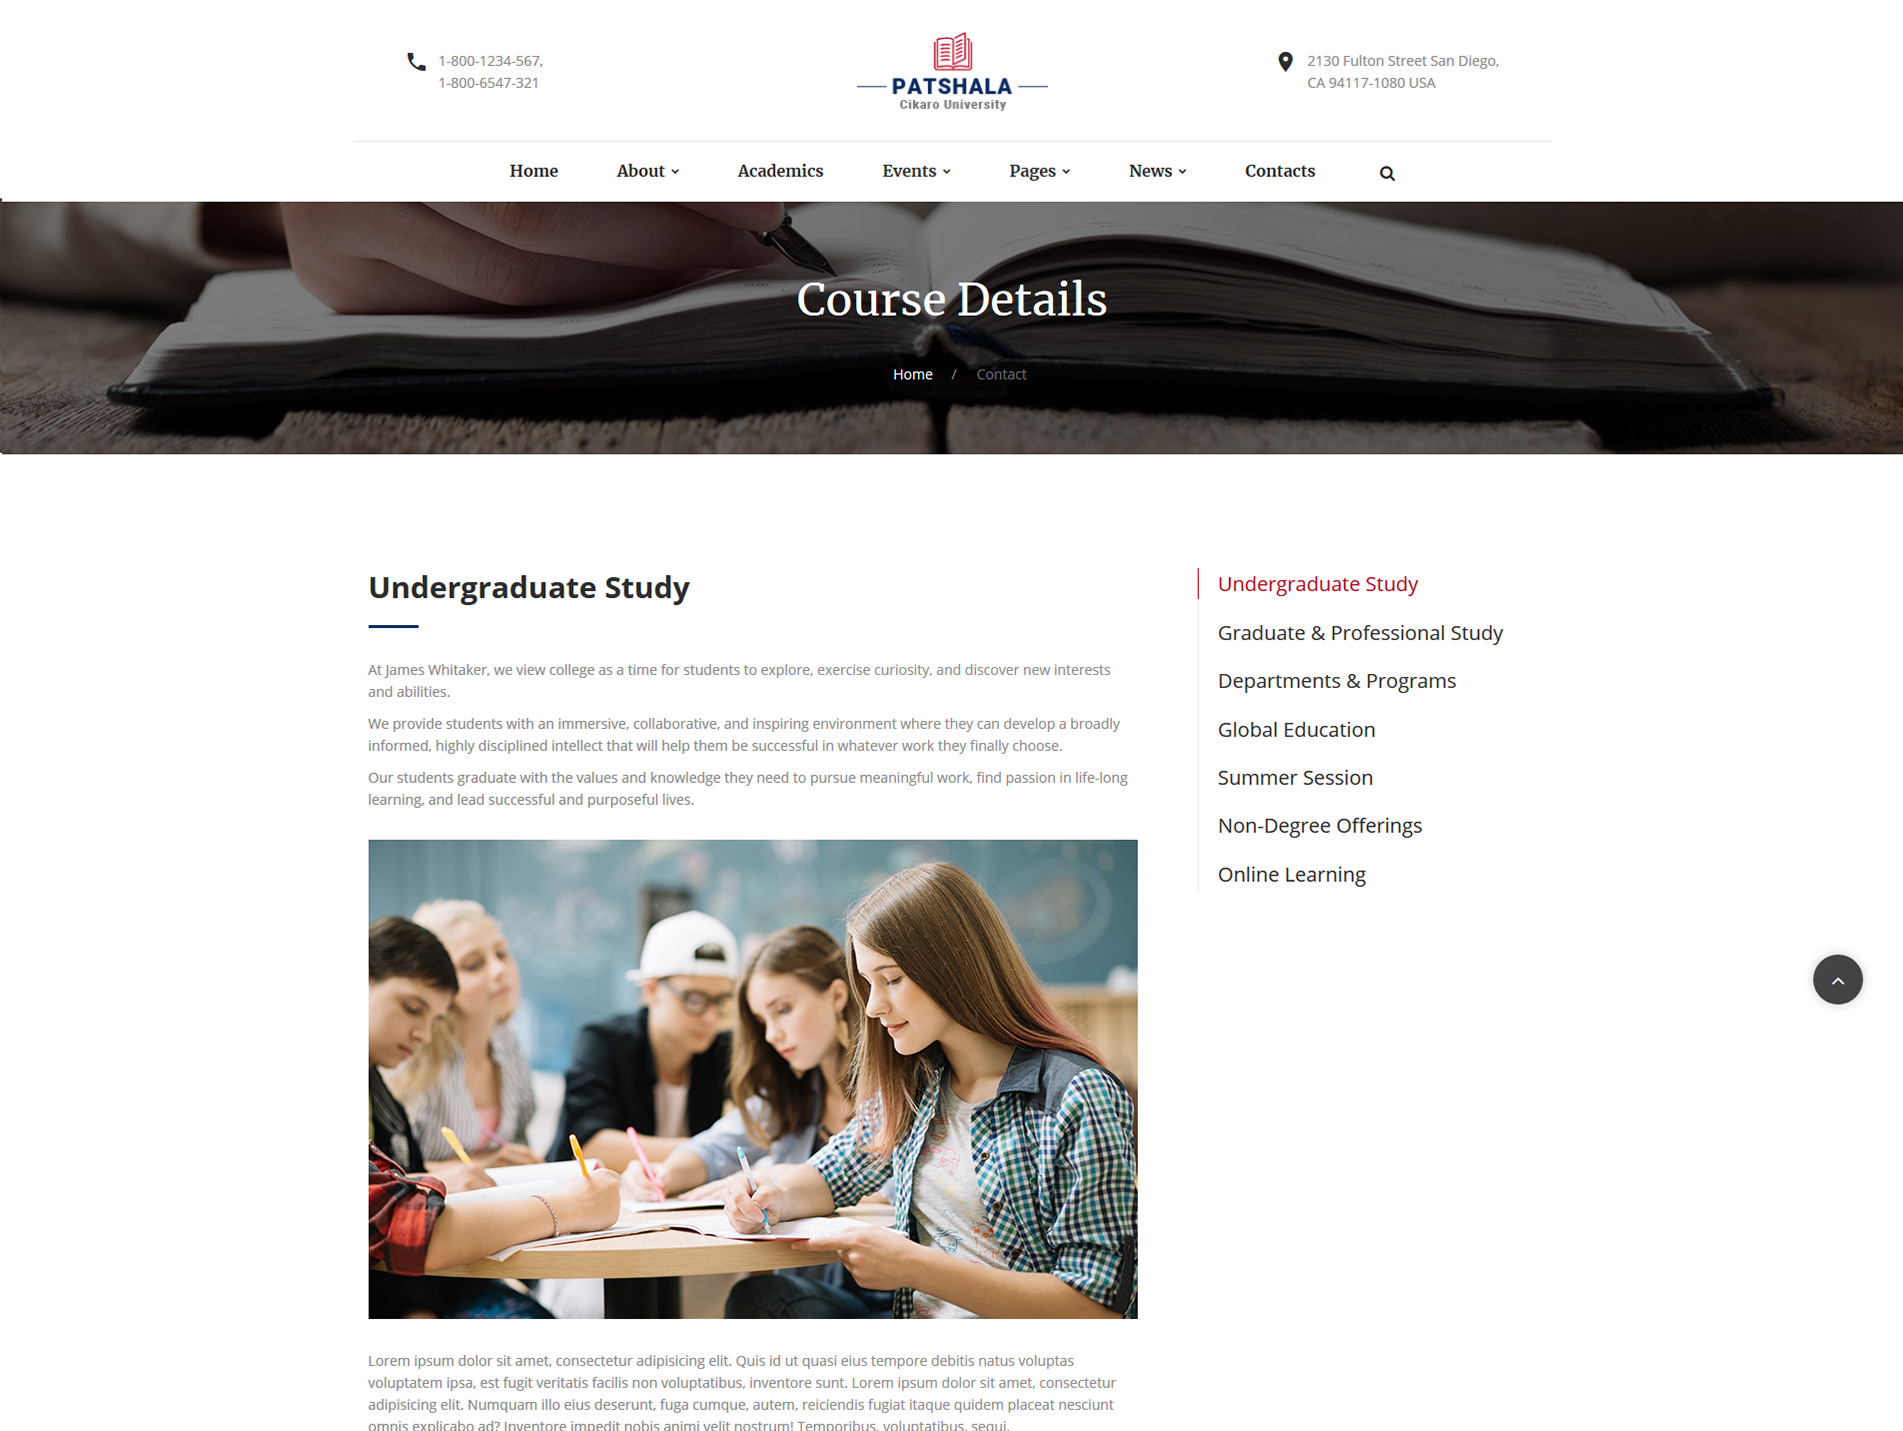 1-800-1234-567,
1-800-6547-321
PATSHALA
Cikaro University
2130 Fulton Street San Diego,
CA 94117-1080 USA
Home About Academics Events Pages News Contacts
Course Details
Home / Contact
Undergraduate Study
At James Whitaker, we view college as a time for students to explore, exercise curiosity, and discover new interests
and abilities.
We provide students with an immersive, collaborative, and inspiring environment where they can develop a broadly
informed, highly disciplined intellect that will help them be successful in whatever work they finally choose.
Our students graduate with the values and knowledge they need to pursue meaningful work, find passion in life-long
learning, and lead successful and purposeful lives.
Lorem ipsum dolor sit amet, consectetur adipisicing elit. Quis id ut quasi eius tempore debitis natus voluptas
voluptatem ipsa, est fugit veritatis facilis non voluptatibus, inventore sunt. Lorem ipsum dolor sit amet, consectetur
adipisicing elit. Numquam illo eius deserunt, fuga cumque, autem, reiciendis fugiat itaque quidem placeat nesciunt
omnis explicabo ad? Inventore impedit nobis animi velit nostrum! Temporibus, voluptatibus, sequi.
Undergraduate Study
Graduate & Professional Study
Departments & Programs
Global Education
Summer Session
Non-Degree Offerings
Online Learning